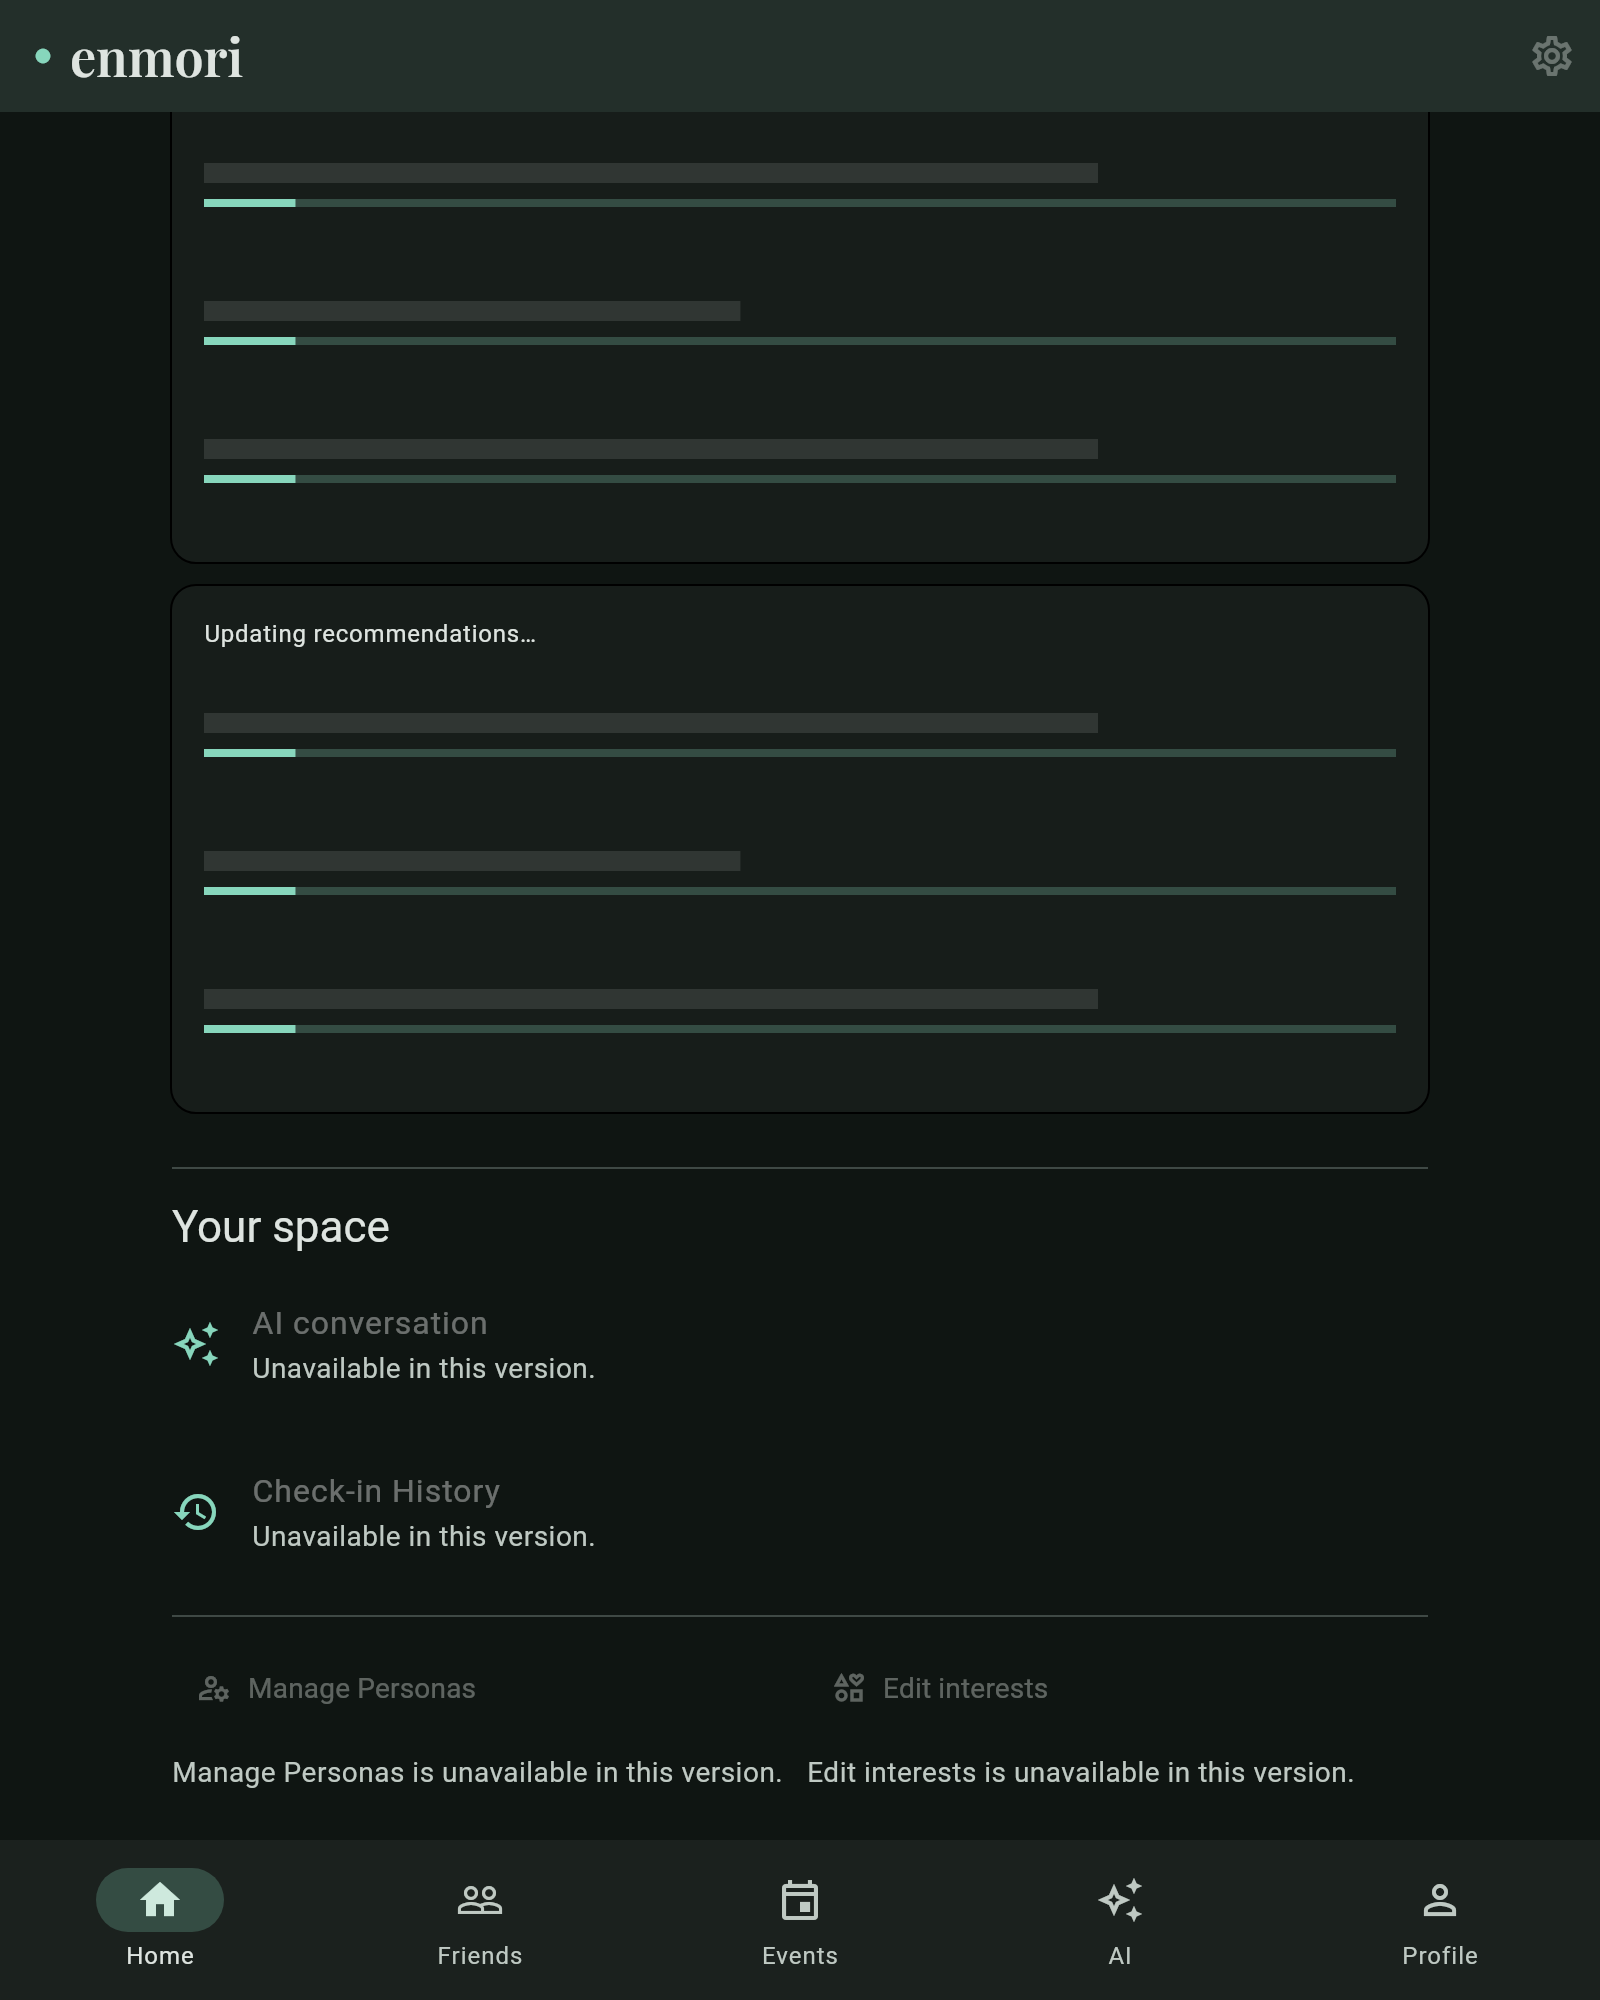 enmori
Updating recommendations...
Your space
AI conversation
Unavailable in this version.
Check-in History
Unavailable in this version.
Manage Personas
Edit interests
Manage Personas is unavailable in this version.
Edit interests is unavailable in this version.
Home
Friends
Events
AI
Profile